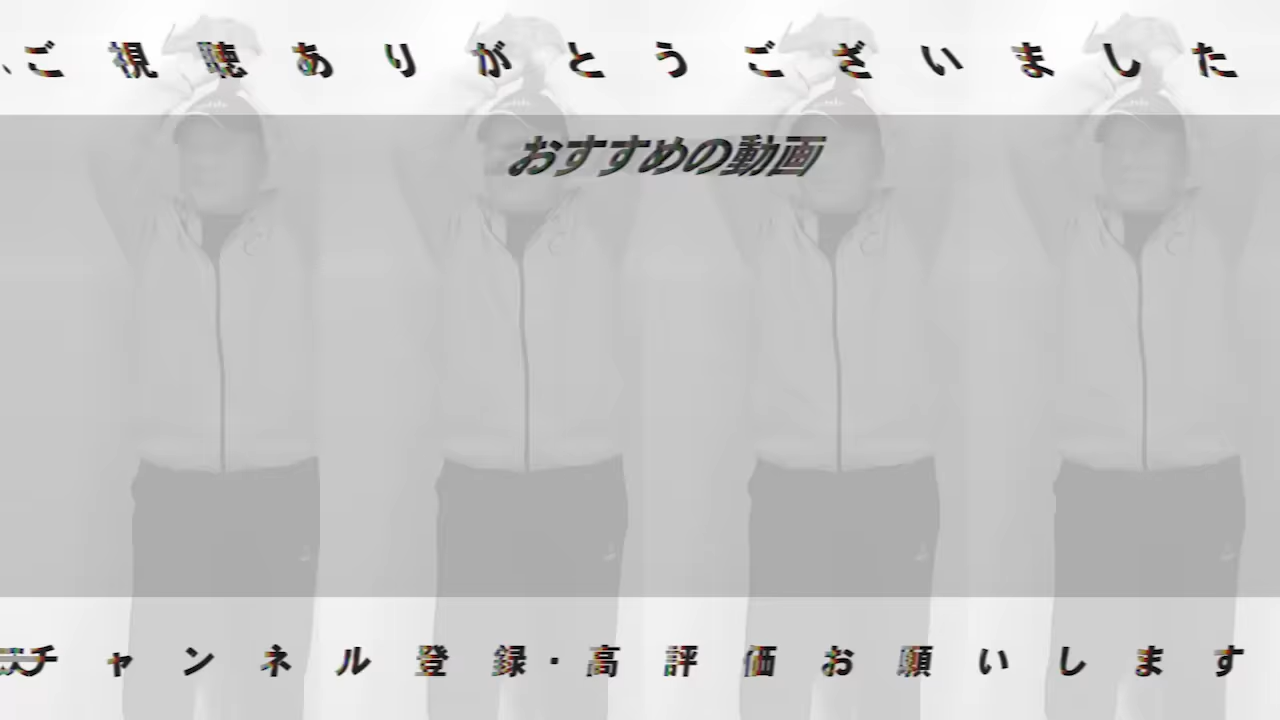 ご視聴ありがとうございました
おすすめの動画
チャンネル登録・高評価お願いします